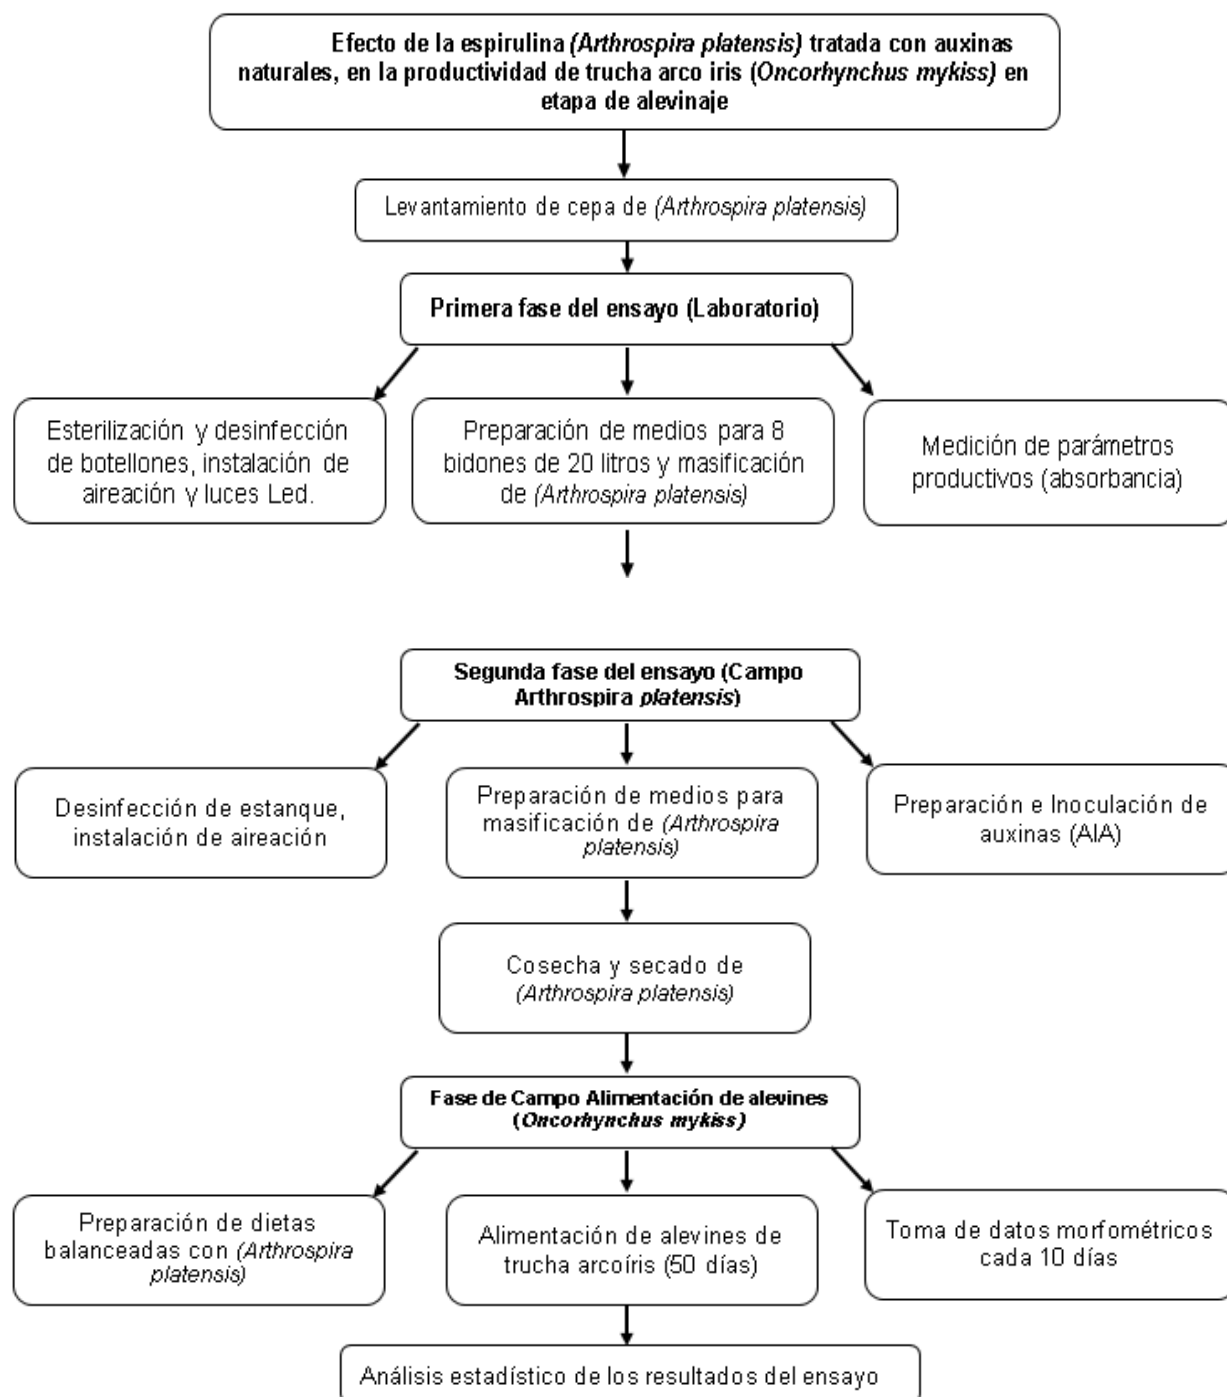 Efecto de la espirulina (Arthrospira platensis) tratada con auxinas
naturales, en la productividad de trucha arco iris (Oncorhynchus mykiss) en
etapa de alevinaje
Levantamiento de cepa de (Arthrospira platensis)
Primera fase del ensayo (Laboratorio)
Esterilización y desinfección
de botellones, instalación de
aireación y luces Led.
Preparación de medios para 8
bidones de 20 litros y masificación
de (Arthrospira platensis)
Medición de parámetros
productivos (absorbancia)
Segunda fase del ensayo (Campo
Arthrospira platensis)
Desinfección de estanque,
instalación de aireación
Preparación de medios para
masificación de (Arthrospira
platensis)
Preparación e Inoculación de
auxinas (AIA)
Cosecha y secado de
(Arthrospira platensis)
Fase de Campo Alimentación de alevines
(Oncorhynchus mykiss)
Preparación de dietas
balanceadas con (Arthrospira
platensis)
Alimentación de alevines de
trucha arcoíris (50 días)
Toma de datos morfométricos
cada 10 días
Análisis estadístico de los resultados del ensayo